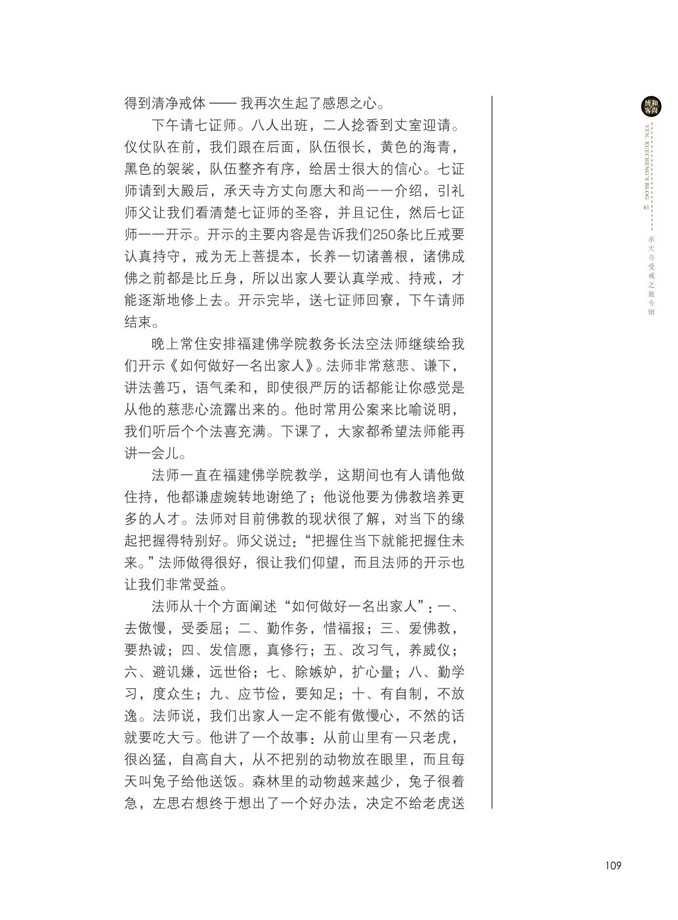 得到清净戒体 —— 我再次生起了感恩之心。
下午请七证师。八人出班，二人捻香到丈室迎请。
仪仗队在前，我们跟在后面，队伍很长，黄色的海青，
黑色的袈裟，队伍整齐有序，给居士很大的信心。七证
师请到大殿后，承天寺方丈向愿大和尚一一介绍，引礼
师父让我们看清楚七证师的圣容，并且记住，然后七证
师一一开示。开示的主要内容是告诉我们250条比丘戒要
认真持守，戒为无上菩提本，长养一切诸善根，诸佛成
佛之前都是比丘身，所以出家人要认真学戒、持戒，才
能逐渐地修上去。开示完毕，送七证师回寮，下午请师
结束。
晚上常住安排福建佛学院教务长法空法师继续给我
们开示《如何做好一名出家人》。法师非常慈悲、谦下，
讲法善巧，语气柔和，即使很严厉的话都能让你感觉是
从他的慈悲心流露出来的。他时常用公案来比喻说明，
我们听后个个法喜充满。下课了，大家都希望法师能再
讲一会儿。
法师一直在福建佛学院教学，这期间也有人请他做
住持，他都谦虚婉转地谢绝了；他说他要为佛教培养更
多的人才。法师对目前佛教的现状很了解，对当下的缘
起把握得特别好。师父说过：“把握住当下就能把握住未
来。”法师做得很好，很让我们仰望，而且法师的开示也
让我们非常受益。
法师从十个方面阐述“如何做好一名出家人”：一、
去傲慢，受委屈；二、勤作务，惜福报；三、爱佛教，
要热诚；四、发信愿，真修行；五、改习气，养威仪；
六、避讥嫌，远世俗；七、除嫉妒，扩心量；八、勤学
习，度众生；九、应节俭，要知足；十、有自制，不放
逸。法师说，我们出家人一定不能有傲慢心，不然的话
就要吃大亏。他讲了一个故事：从前山里有一只老虎，
很凶猛，自高自大，从不把别的动物放在眼里，而且每
天叫兔子给他送饭。森林里的动物越来越少，兔子很着
急，左思右想终于想出了一个好办法，决定不给老虎送
和尚博客
VEN. XUECHENG'S BLOG
承天寺受戒之旅专辑
109